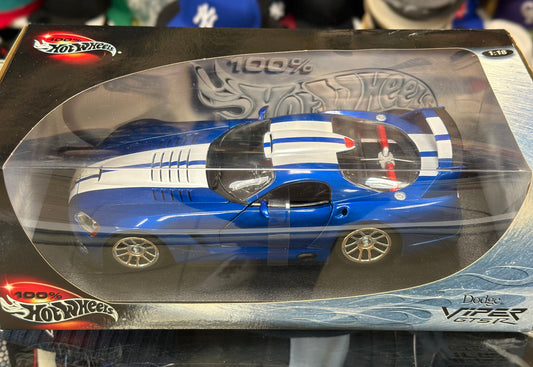 100%
HOT WHEELS
1:18
100%
HOT WHEELS
100%
HOT WHEELS
Dodge
VIPER
GTS R